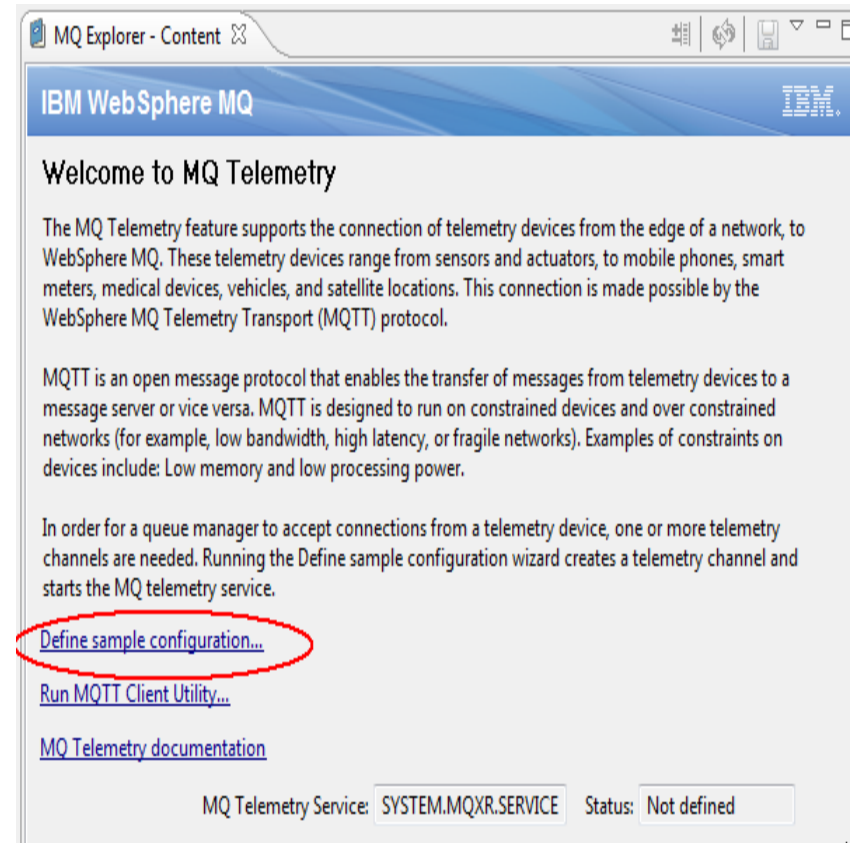 MQ Explorer - Content
IBM WebSphere MQ
IBM.
Welcome to MQ Telemetry
The MQ Telemetry feature supports the connection of telemetry devices from the edge of a network, to
WebSphere MQ. These telemetry devices range from sensors and actuators, to mobile phones, smart
meters, medical devices, vehicles, and satellite locations. This connection is made possible by the
WebSphere MQ Telemetry Transport (MQTT) protocol.
MQTT is an open message protocol that enables the transfer of messages from telemetry devices to a
message server or vice versa. MQTT is designed to run on constrained devices and over constrained
networks (for example, low bandwidth, high latency, or fragile networks). Examples of constraints on
devices include: Low memory and low processing power.
In order for a queue manager to accept connections from a telemetry device, one or more telemetry
channels are needed. Running the Define sample configuration wizard creates a telemetry channel and
starts the MQ telemetry service.
Define sample configuration...
Run MQTT Client Utility...
MQ Telemetry documentation
MQ Telemetry Service: SYSTEM.MQXR.SERVICE Status: Not defined